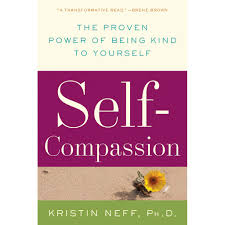 THE PROVEN
POWER OF BEING KIND
TO YOURSELF
"A TRANSFORMATIVE READ." —BRENÉ BROWN
Self-
Compassion
KRISTIN NEFF, PH.D.